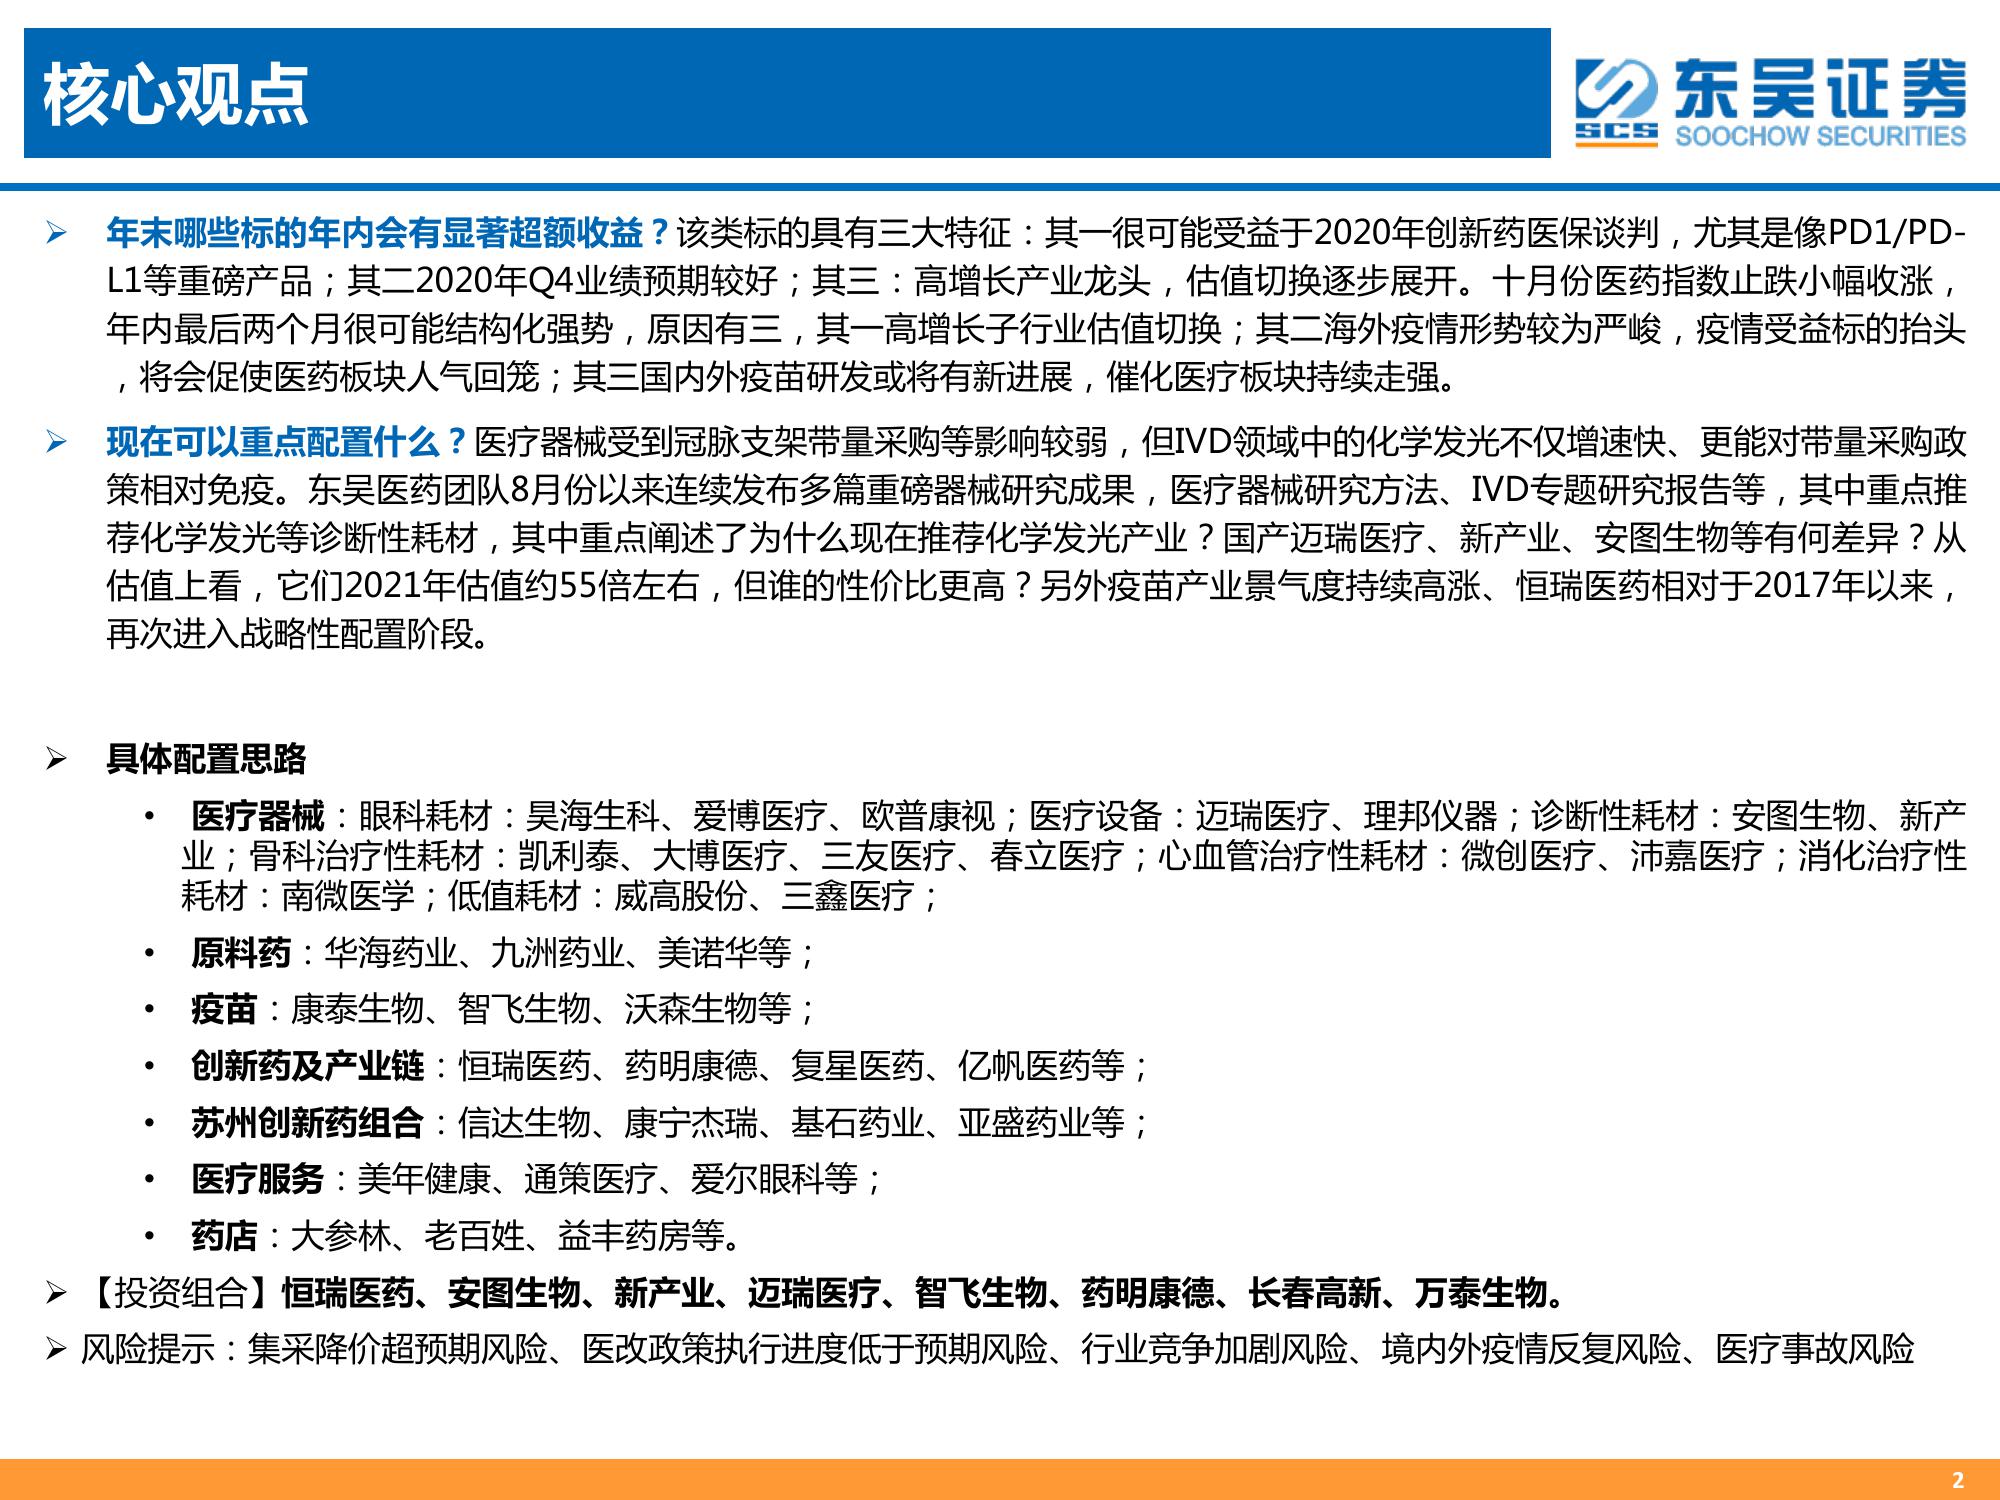 核心观点
东吴证券
SCS
SOOCHOW SECURITIES
➢ 年末哪些标的年内会有显著超额收益？该类标的具有三大特征：其一很可能受益于2020年创新药医保谈判，尤其是像PD1/PD-
L1等重磅产品；其二2020年Q4业绩预期较好；其三：高增长产业龙头，估值切换逐步展开。十月份医药指数止跌小幅收涨，
年内最后两个月很可能结构化强势，原因有三，其一高增长子行业估值切换；其二海外疫情形势较为严峻，疫情受益标的抬头
，将会促使医药板块人气回笼；其三国内外疫苗研发或将有新进展，催化医疗板块持续走强。
➢ 现在可以重点配置什么？医疗器械受到冠脉支架带量采购等影响较弱，但IVD领域中的化学发光不仅增速快、更能对带量采购政
策相对免疫。东吴医药团队8月份以来连续发布多篇重磅器械研究成果，医疗器械研究方法、IVD专题研究报告等，其中重点推
荐化学发光等诊断性耗材，其中重点阐述了为什么现在推荐化学发光产业？国产迈瑞医疗、新产业、安图生物等有何差异？从
估值上看，它们2021年估值约55倍左右，但谁的性价比更高？另外疫苗产业景气度持续高涨、恒瑞医药相对于2017年以来，
再次进入战略性配置阶段。
➢ 具体配置思路
• 医疗器械：眼科耗材：昊海生科、爱博医疗、欧普康视；医疗设备：迈瑞医疗、理邦仪器；诊断性耗材：安图生物、新产
业；骨科治疗性耗材：凯利泰、大博医疗、三友医疗、春立医疗；心血管治疗性耗材：微创医疗、沛嘉医疗；消化治疗性
耗材：南微医学；低值耗材：威高股份、三鑫医疗；
• 原料药：华海药业、九洲药业、美诺华等；
• 疫苗：康泰生物、智飞生物、沃森生物等；
• 创新药及产业链：恒瑞医药、药明康德、复星医药、亿帆医药等；
• 苏州创新药组合：信达生物、康宁杰瑞、基石药业、亚盛药业等；
• 医疗服务：美年健康、通策医疗、爱尔眼科等；
• 药店：大参林、老百姓、益丰药房等。
➢ 【投资组合】恒瑞医药、安图生物、新产业、迈瑞医疗、智飞生物、药明康德、长春高新、万泰生物。
➢ 风险提示：集采降价超预期风险、医改政策执行进度低于预期风险、行业竞争加剧风险、境内外疫情反复风险、医疗事故风险
2